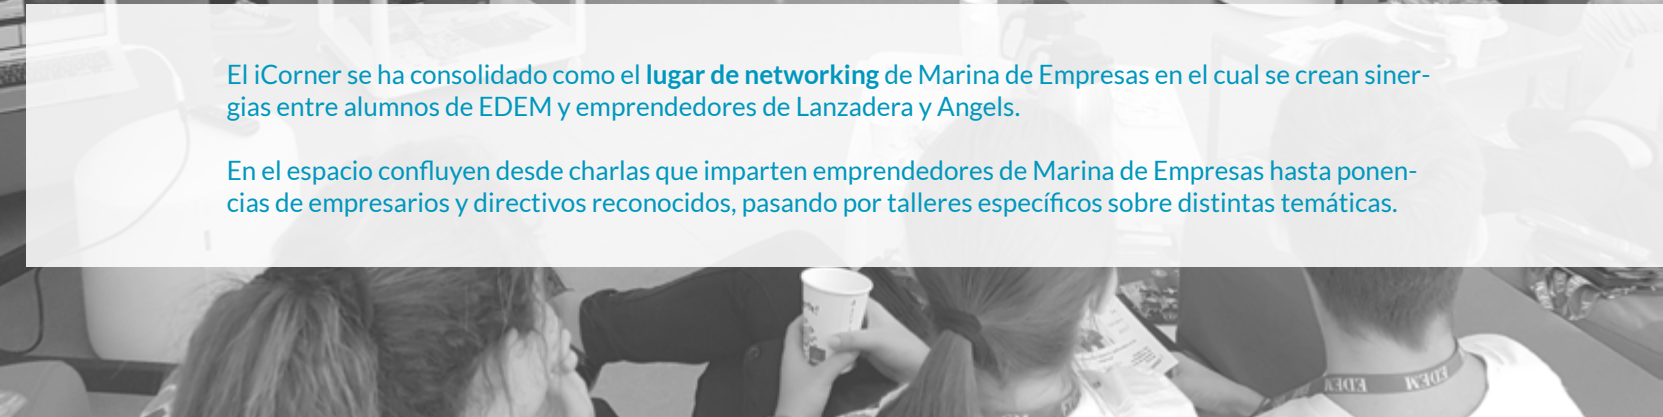 El iCorner se ha consolidado como el lugar de networking de Marina de Empresas en el cual se crean siner-
gias entre alumnos de EDEM y emprendedores de Lanzadera y Angels.
En el espacio confluyen desde charlas que imparten emprendedores de Marina de Empresas hasta ponen-
cias de empresarios y directivos reconocidos, pasando por talleres específicos sobre distintas temáticas.
EDEM EDEM